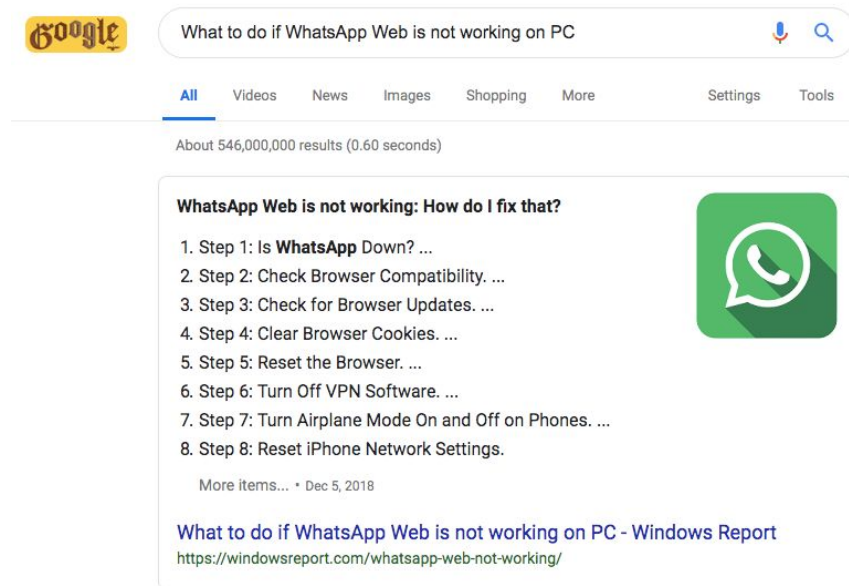 Google
What to do if WhatsApp Web is not working on PC
All Videos News Images Shopping More Settings Tools
About 546,000,000 results (0.60 seconds)
WhatsApp Web is not working: How do I fix that?
1. Step 1: Is WhatsApp Down? ...
2. Step 2: Check Browser Compatibility. ...
3. Step 3: Check for Browser Updates. ...
4. Step 4: Clear Browser Cookies. ...
5. Step 5: Reset the Browser. ...
6. Step 6: Turn Off VPN Software. ...
7. Step 7: Turn Airplane Mode On and Off on Phones. ...
8. Step 8: Reset iPhone Network Settings.
More items... • Dec 5, 2018
What to do if WhatsApp Web is not working on PC - Windows Report
https://windowsreport.com/whatsapp-web-not-working/